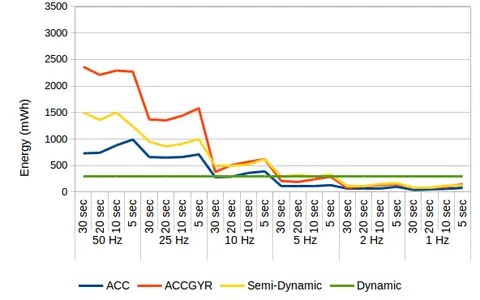 3500
3000
2500
2000
1500
1000
500
0
Energy (mWh)
30 sec 20 sec 10 sec 5 sec 30 sec 20 sec 10 sec 5 sec 30 sec 20 sec 10 sec 5 sec 30 sec 20 sec 10 sec 5 sec 30 sec 20 sec 10 sec 5 sec 30 sec 20 sec 10 sec 5 sec
50 Hz 25 Hz 10 Hz 5 Hz 2 Hz 1 Hz
ACC ACCGYR Semi-Dynamic Dynamic